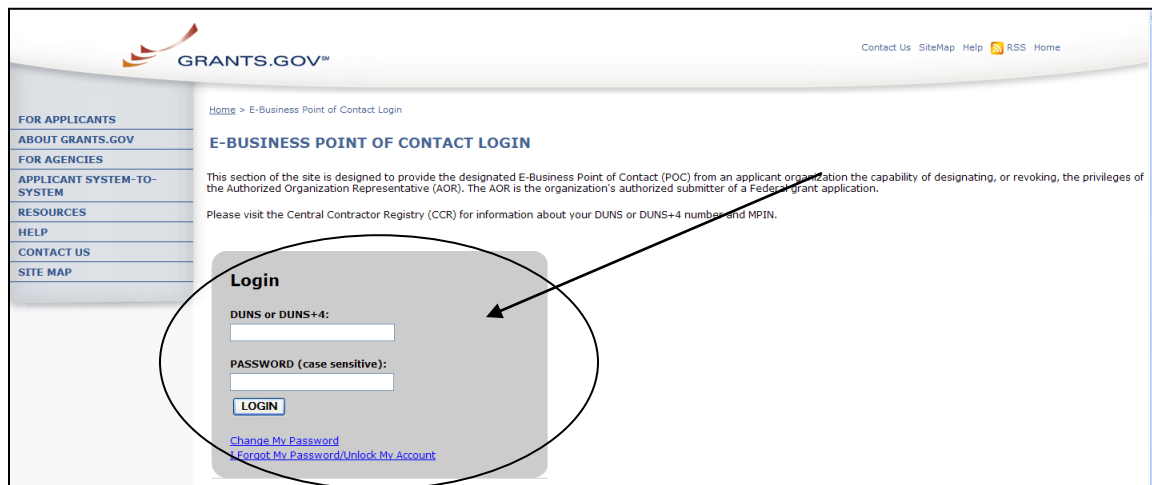 GRANTS.GOV℠
Contact Us SiteMap Help RSS Home
FOR APPLICANTS
ABOUT GRANTS.GOV
FOR AGENCIES
APPLICANT SYSTEM-TO-
SYSTEM
RESOURCES
HELP
CONTACT US
SITE MAP
Home > E-Business Point of Contact Login
E-BUSINESS POINT OF CONTACT LOGIN
This section of the site is designed to provide the designated E-Business Point of Contact (POC) from an applicant organization the capability of designating, or revoking, the privileges of
the Authorized Organization Representative (AOR). The AOR is the organization's authorized submitter of a Federal grant application.
Please visit the Central Contractor Registry (CCR) for information about your DUNS or DUNS+4 number and MPIN.
Login
DUNS or DUNS+4:
PASSWORD (case sensitive):
LOGIN
Change My Password
I Forgot My Password/Unlock My Account